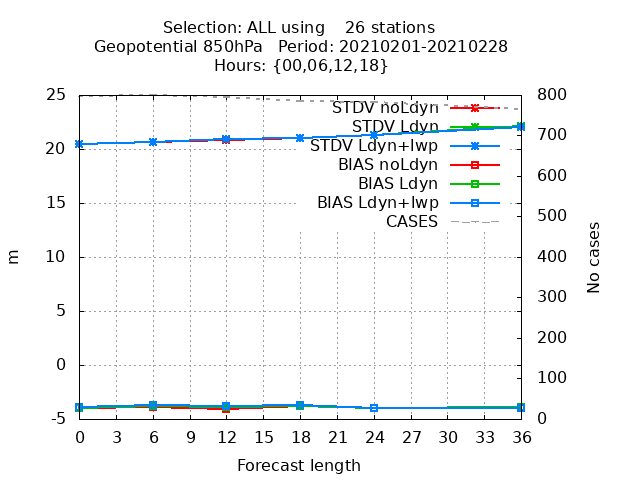 Selection: ALL using    26 stations
Geopotential 850hPa   Period: 20210201-20210228
Hours: {00,06,12,18}
STDV noLdyn
STDV Ldyn
STDV Ldyn+lwp
BIAS noLdyn
BIAS Ldyn
BIAS Ldyn+lwp
CASES
25
20
15
10
5
0
-5
m
800
700
600
500
400
300
200
100
0
No cases
0 3 6 9 12 15 18 21 24 27 30 33 36
Forecast length